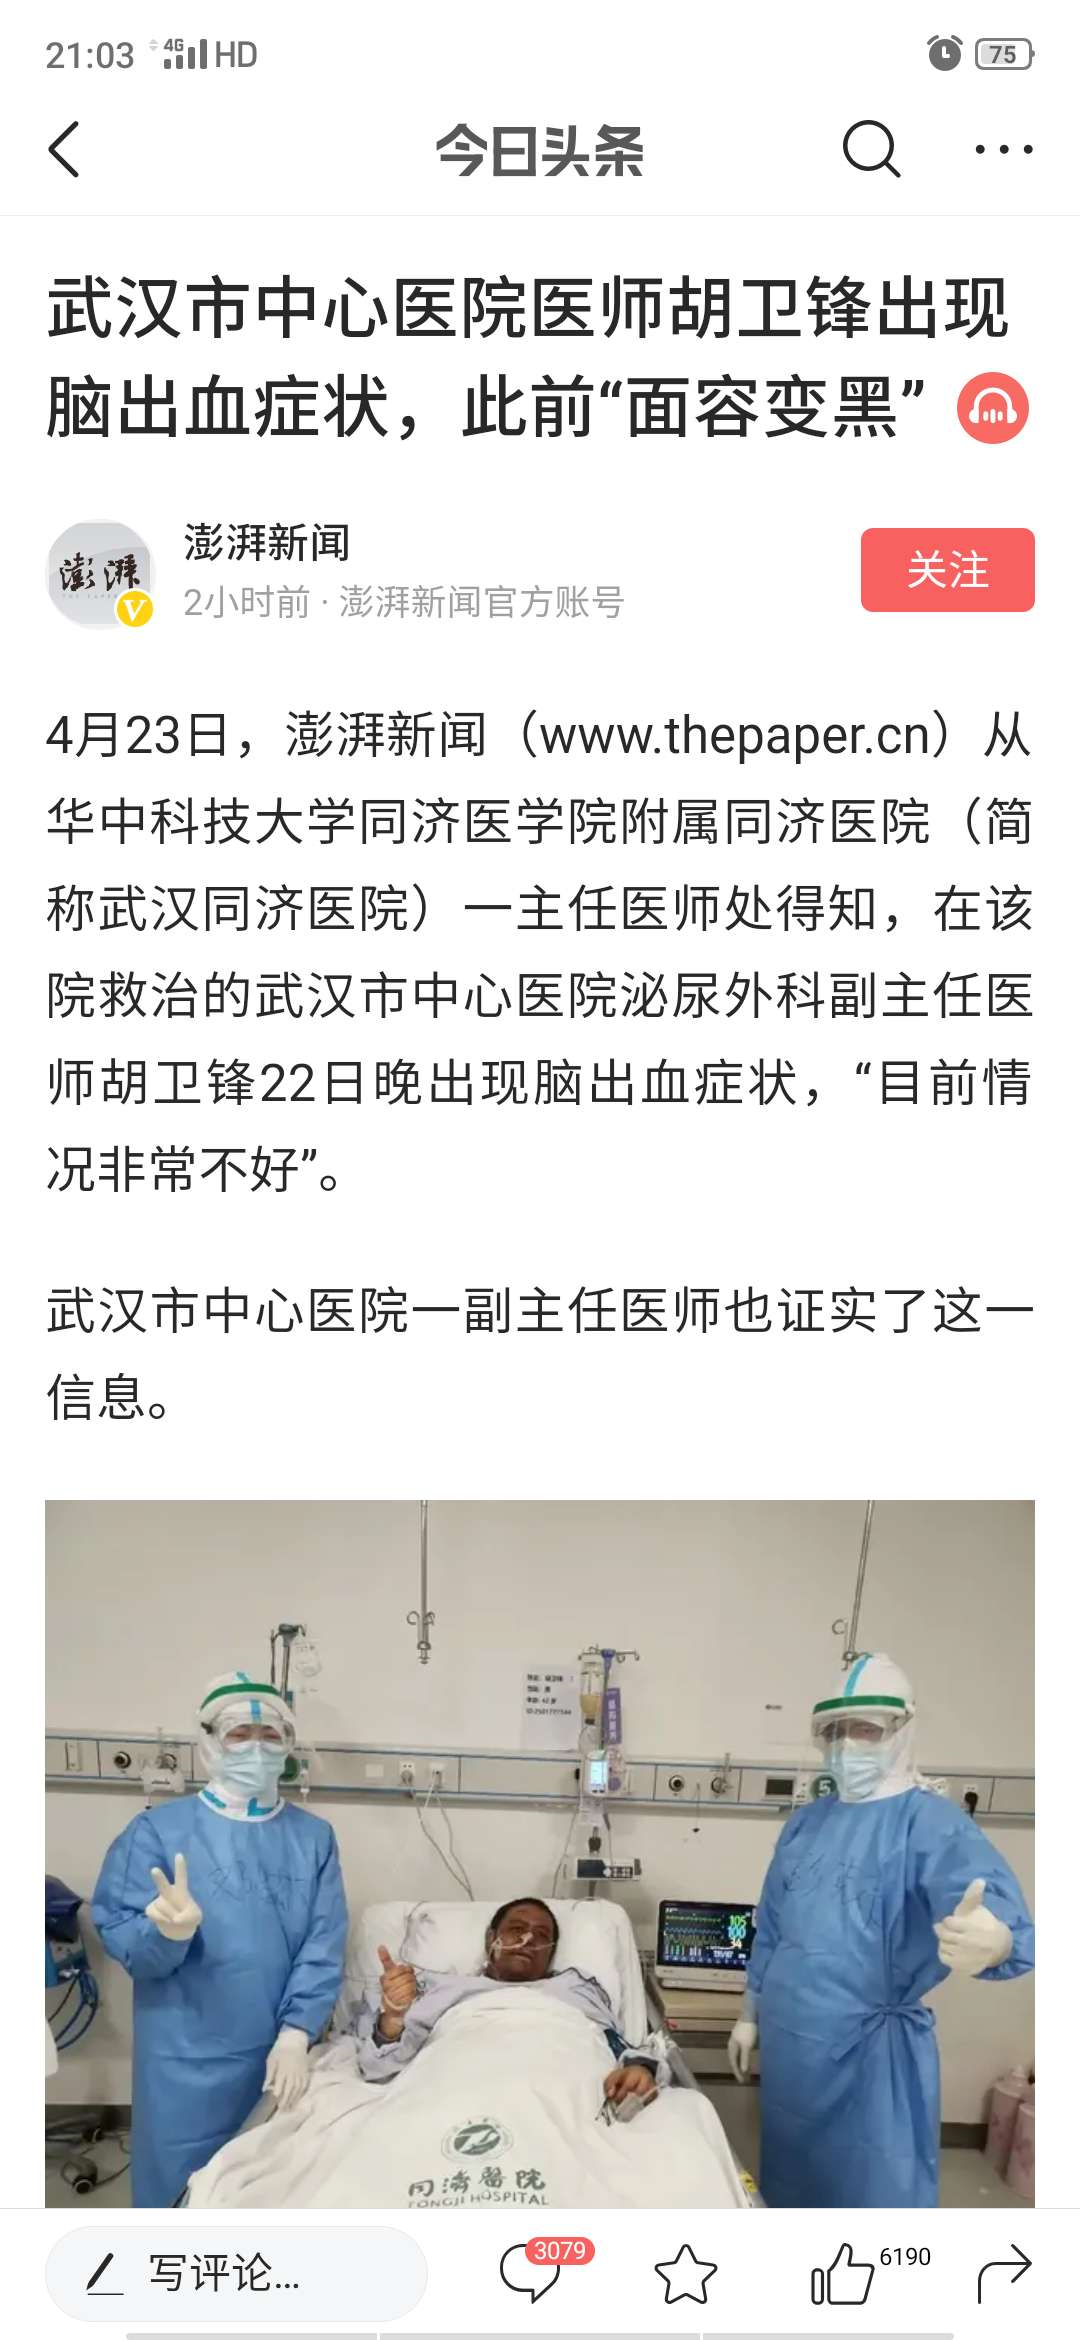 21:03 4G HD 75
今日头条
武汉市中心医院医师胡卫锋出现
脑出血症状，此前“面容变黑”
澎湃新闻
2小时前 · 澎湃新闻官方账号
关注
澎湃
V
4月23日，澎湃新闻（www.thepaper.cn）从
华中科技大学同济医学院附属同济医院（简
称武汉同济医院）一主任医师处得知，在该
院救治的武汉市中心医院泌尿外科副主任医
师胡卫锋22日晚出现脑出血症状，“目前情
况非常不好”。
武汉市中心医院一副主任医师也证实了这一
信息。
5
105
100
34
同濟醫院
TONGJI HOSPITAL
写评论...
3079
6190